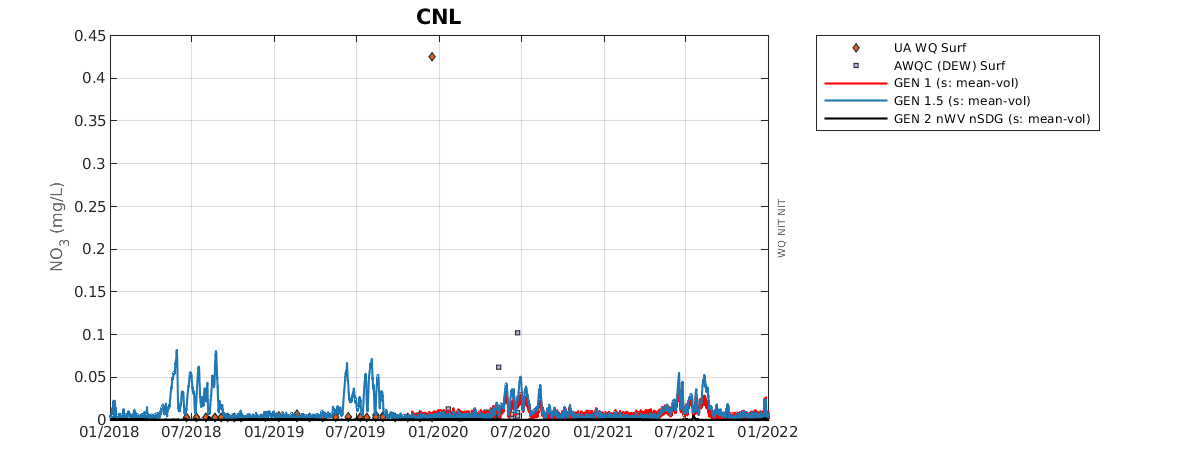 CNL
0.45
0.4
0.35
0.3
0.25
0.2
0.15
0.1
0.05
0
NO3 (mg/L)
01/2018 07/2018 01/2019 07/2019 01/2020 07/2020 01/2021 07/2021 01/2022
WQ NIT NIT
UA WQ Surf
AWQC (DEW) Surf
GEN 1 (s: mean-vol)
GEN 1.5 (s: mean-vol)
GEN 2 nWV nSDG (s: mean-vol)